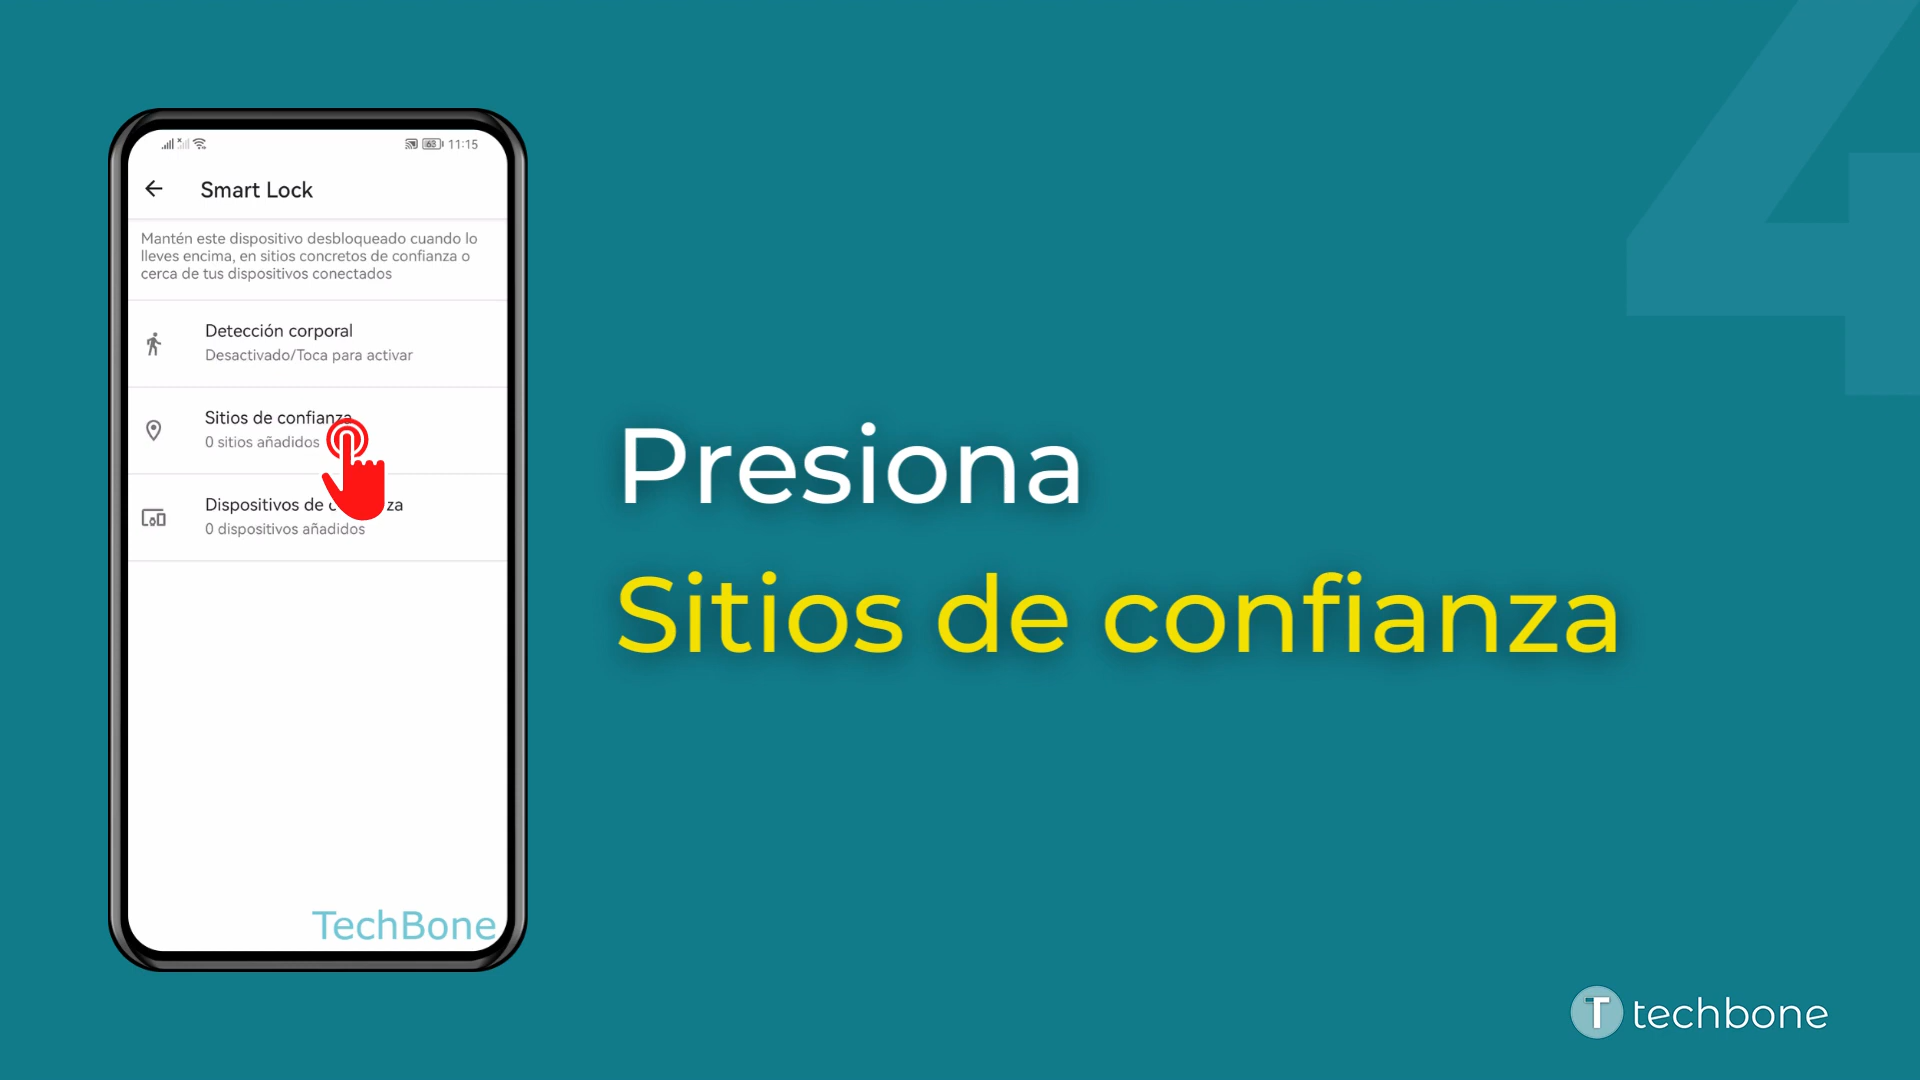 4
63 11:15
Smart Lock
Mantén este dispositivo desbloqueado cuando lo
lleves encima, en sitios concretos de confianza o
cerca de tus dispositivos conectados
Detección corporal
Desactivado/Toca para activar
Sitios de confianza
0 sitios añadidos
Dispositivos de
0 dispositivos añadidos
TechBone
Presiona
Sitios de confianza
T techbone